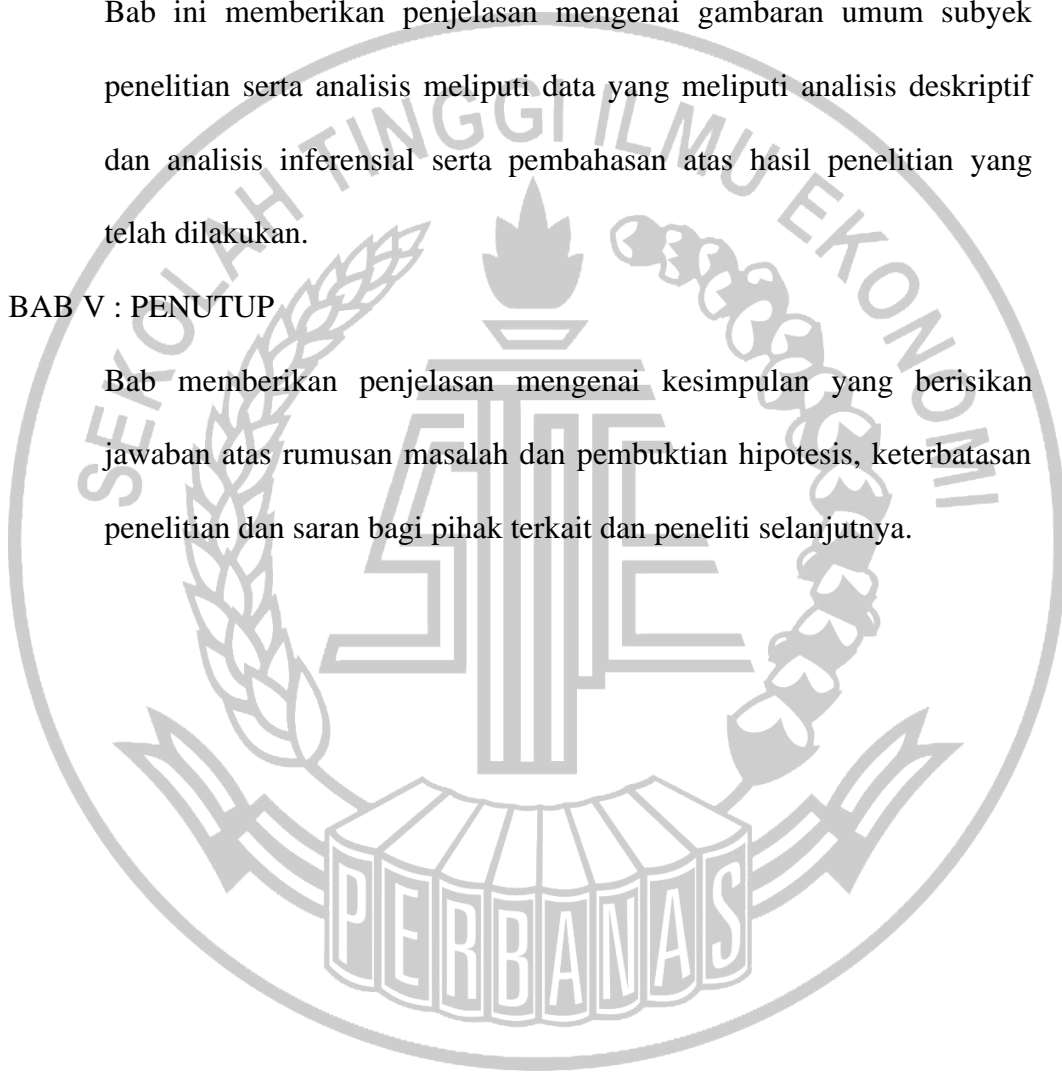 Bab ini memberikan penjelasan mengenai gambaran umum subyek
penelitian serta analisis meliputi data yang meliputi analisis deskriptif
dan analisis inferensial serta pembahasan atas hasil penelitian yang
telah dilakukan.
BAB V : PENUTUP
Bab memberikan penjelasan mengenai kesimpulan yang berisikan
jawaban atas rumusan masalah dan pembuktian hipotesis, keterbatasan
penelitian dan saran bagi pihak terkait dan peneliti selanjutnya.
SEKOLAH TINGGI ILMU EKONOMI
PERBANAS